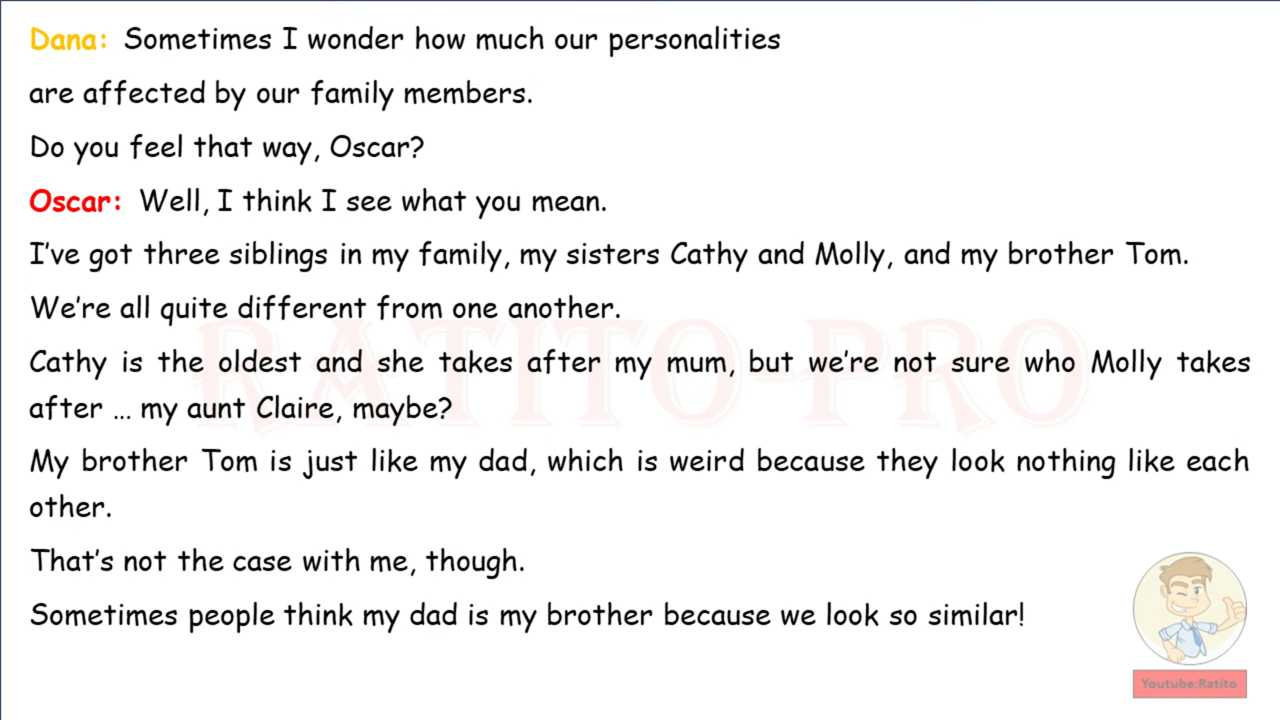 Dana: Sometimes I wonder how much our personalities
are affected by our family members.
Do you feel that way, Oscar?
Oscar: Well, I think I see what you mean.
I've got three siblings in my family, my sisters Cathy and Molly, and my brother Tom.
We're all quite different from one another.
RATITO-PRO
Cathy is the oldest and she takes after my mum, but we're not sure who Molly takes
after … my aunt Claire, maybe?
My brother Tom is just like my dad, which is weird because they look nothing like each
other.
That's not the case with me, though.
Sometimes people think my dad is my brother because we look so similar!
Youtube:Ratito